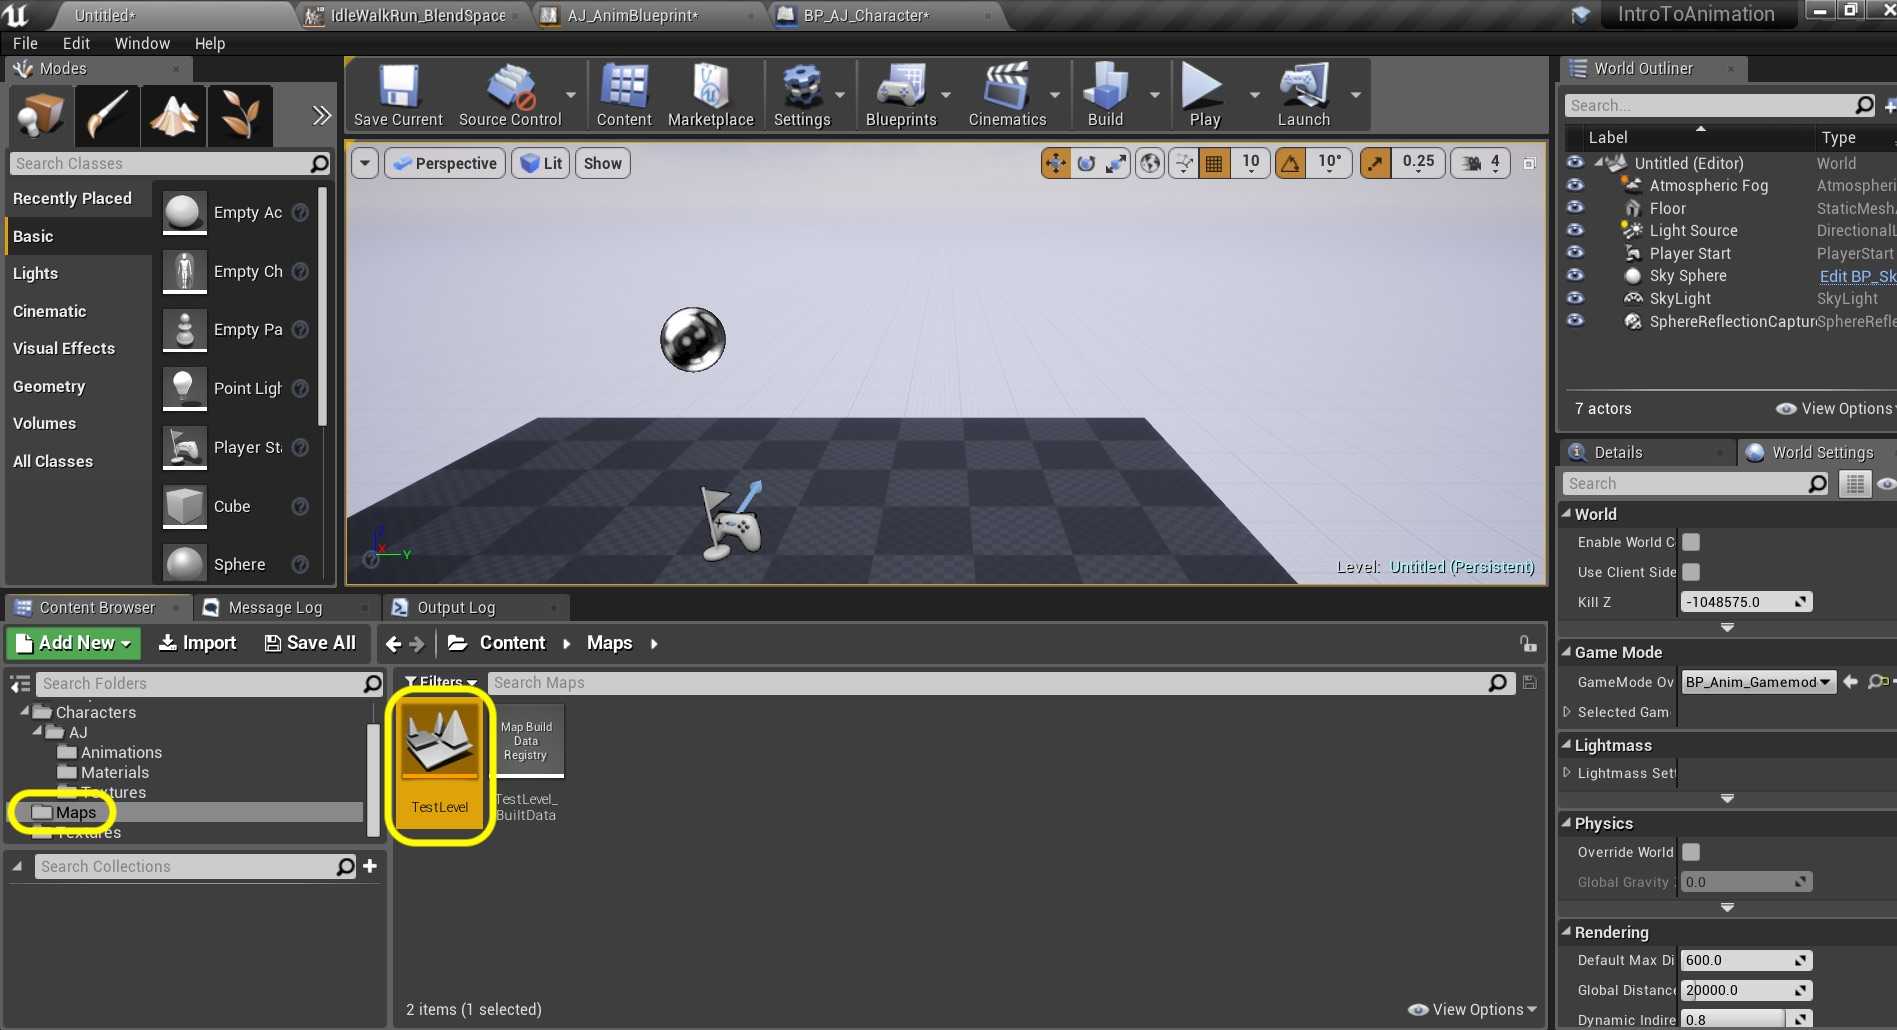 Untitled*
IdleWalkRun_BlendSpace
AJ_AnimBlueprint*
BP_AJ_Character*
IntroToAnimation
File Edit Window Help
Modes
Search Classes
Recently Placed
Basic
Lights
Cinematic
Visual Effects
Geometry
Volumes
All Classes
Empty Ac
Empty Ch
Empty Pa
Point Ligh
Player St
Cube
Sphere
Save Current
Source Control
Content
Marketplace
Settings
Blueprints
Cinematics
Build
Play
Launch
Perspective Lit Show
10 10° 0.25 4
X Y
Level: Untitled (Persistent)
World Outliner
Search...
Label Type
Untitled (Editor) World
Atmospheric Fog Atmospheri
Floor StaticMesh
Light Source Directional
Player Start PlayerStart
Sky Sphere Edit BP_Sk
SkyLight SkyLight
SphereReflectionCaptur SphereRefle
7 actors View Options
Details World Settings
Search
World
Enable World C
Use Client Side
Kill Z -1048575.0
Game Mode
GameMode Ov BP_Anim_Gamemod
Selected Gam
Lightmass
Lightmass Set
Physics
Override World
Global Gravity 0.0
Rendering
Default Max Di 600.0
Global Distance 20000.0
Dynamic Indire 0.8
Content Browser Message Log Output Log
Add New Import Save All Content Maps
Search Folders
Characters
AJ
Animations
Materials
Textures
Maps
Textures
Search Collections
Filters Search Maps
TestLevel
Map Build
Data
Registry
TestLevel_
BuiltData
2 items (1 selected) View Options